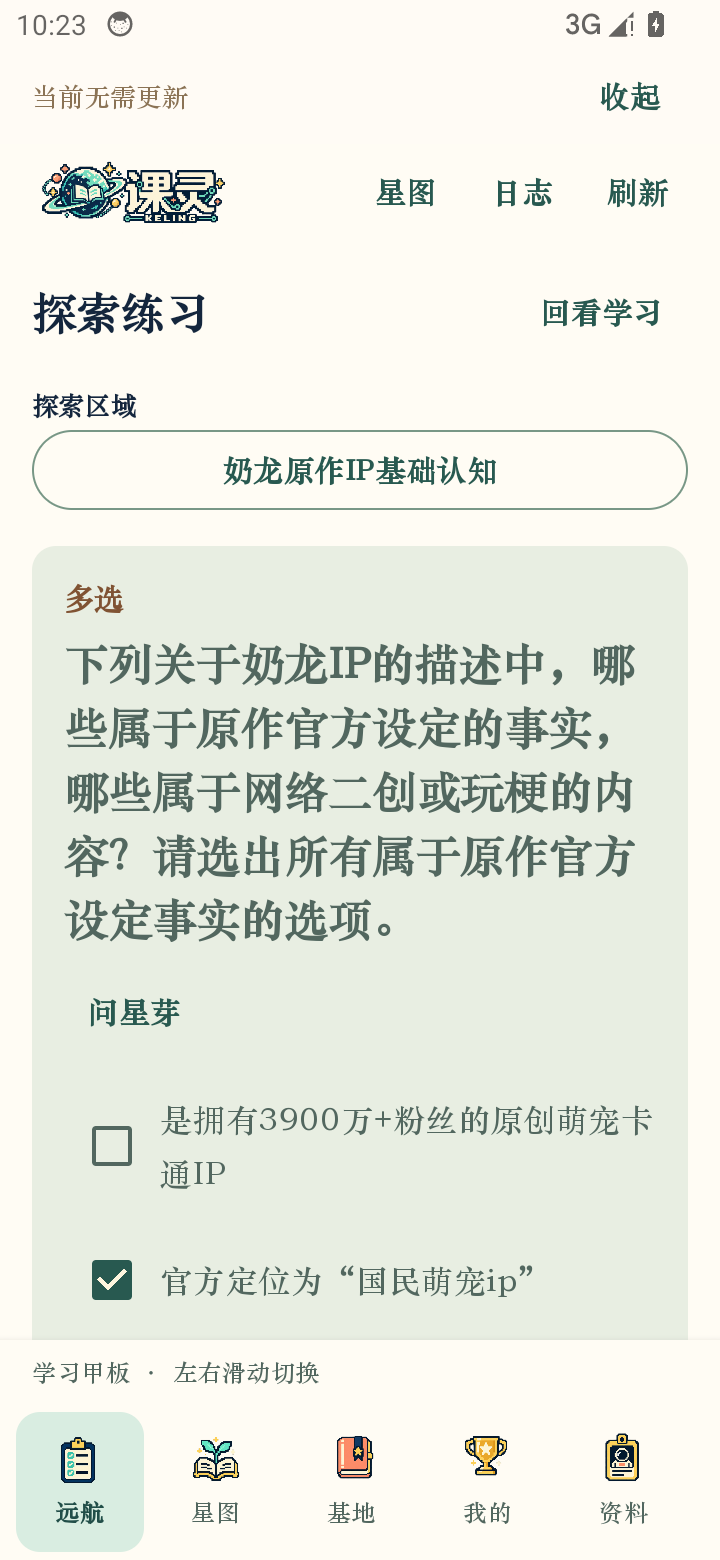 10:23
3G
当前无需更新
收起
课灵
KELING
星图
日志
刷新
探索练习
回看学习
探索区域
奶龙原作IP基础认知
多选
下列关于奶龙IP的描述中，哪
些属于原作官方设定的事实，
哪些属于网络二创或玩梗的内
容？请选出所有属于原作官方
设定事实的选项。
问星芽
是拥有3900万+粉丝的原创萌宠卡
通IP
官方定位为“国民萌宠ip”
学习甲板 · 左右滑动切换
远航
星图
基地
我的
资料